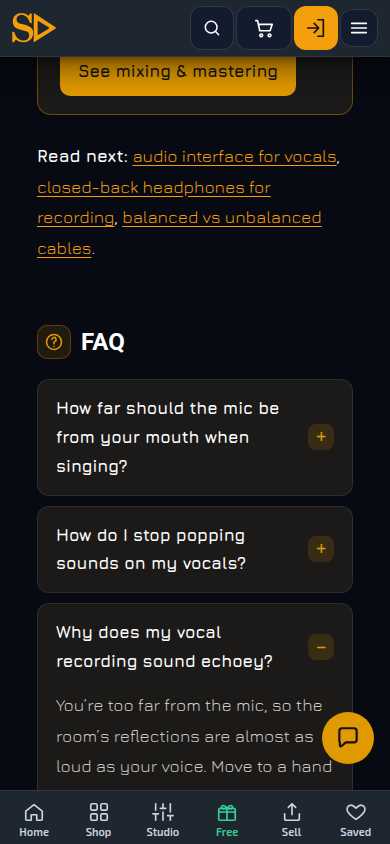 S
See mixing & mastering
Read next: audio interface for vocals,
closed-back headphones for
recording, balanced vs unbalanced
cables.
FAQ
How far should the mic be
from your mouth when
singing?
How do I stop popping
sounds on my vocals?
Why does my vocal
recording sound echoey?
You're too far from the mic, so the
room's reflections are almost as
loud as your voice. Move to a hand
Home Shop Studio Free Sell Saved